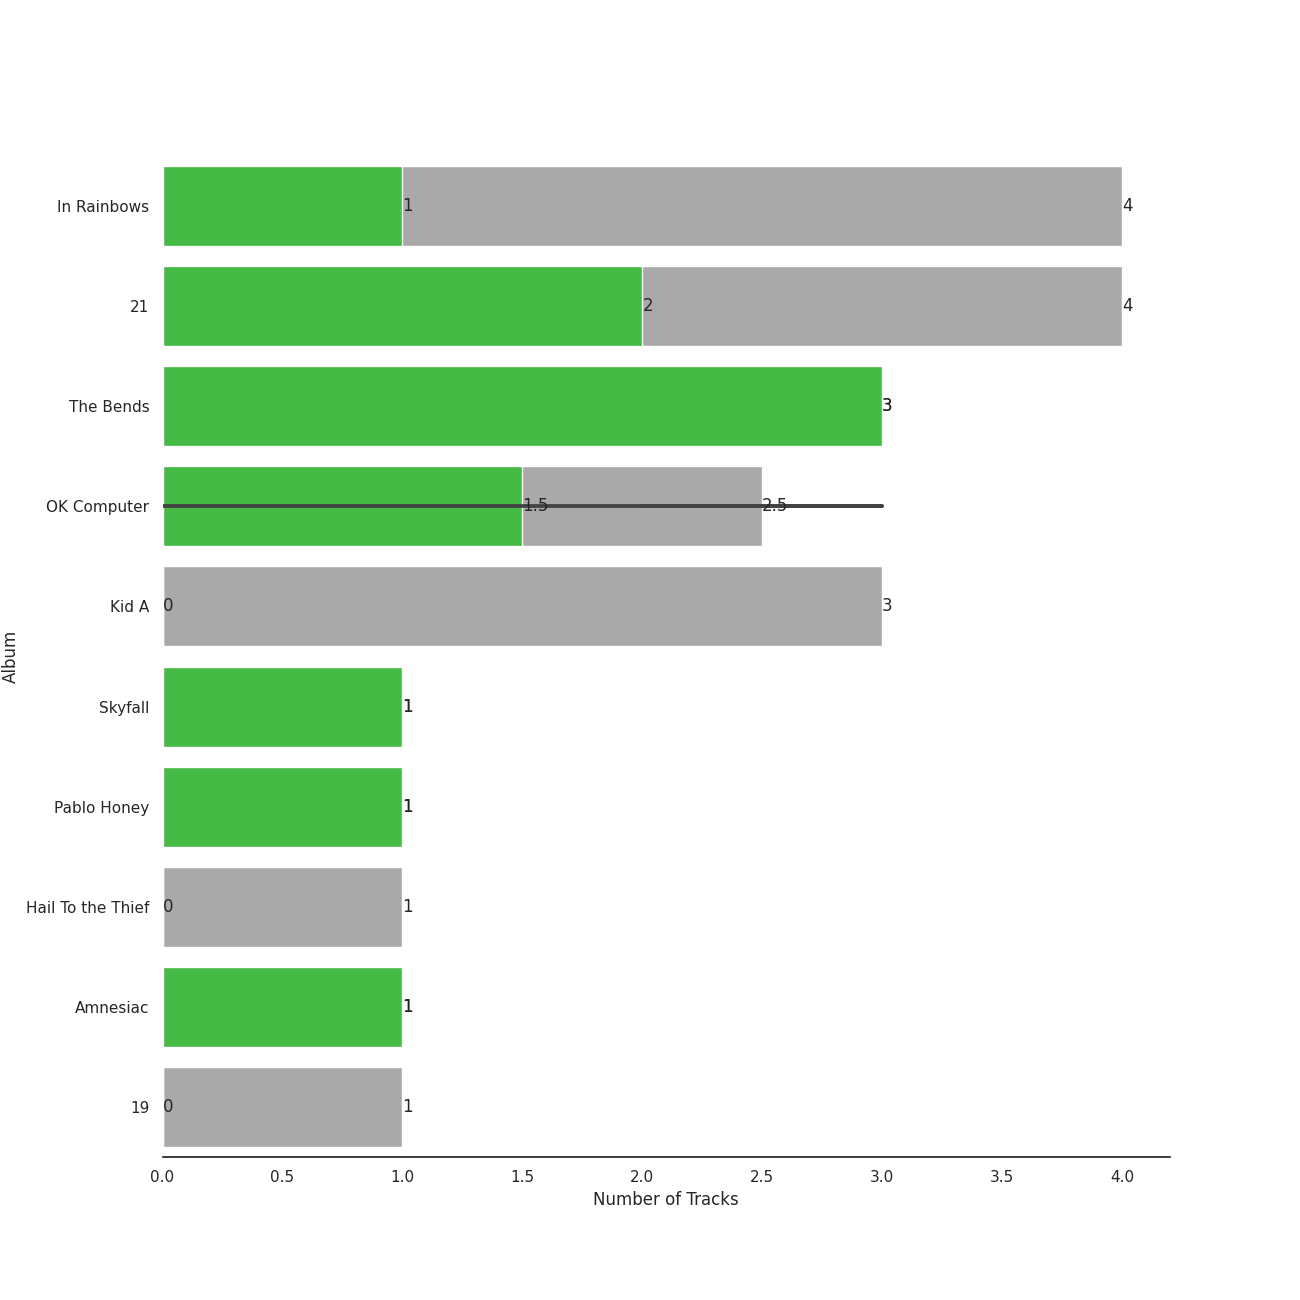 In Rainbows 1 4
21 2 4
The Bends 3
OK Computer 1.5 2.5
Kid A 0 3
Album
Skyfall 1
Pablo Honey 1
Hail To the Thief 0 1
Amnesiac 1
19 0 1
0.0 0.5 1.0 1.5 2.0 2.5 3.0 3.5 4.0
Number of Tracks